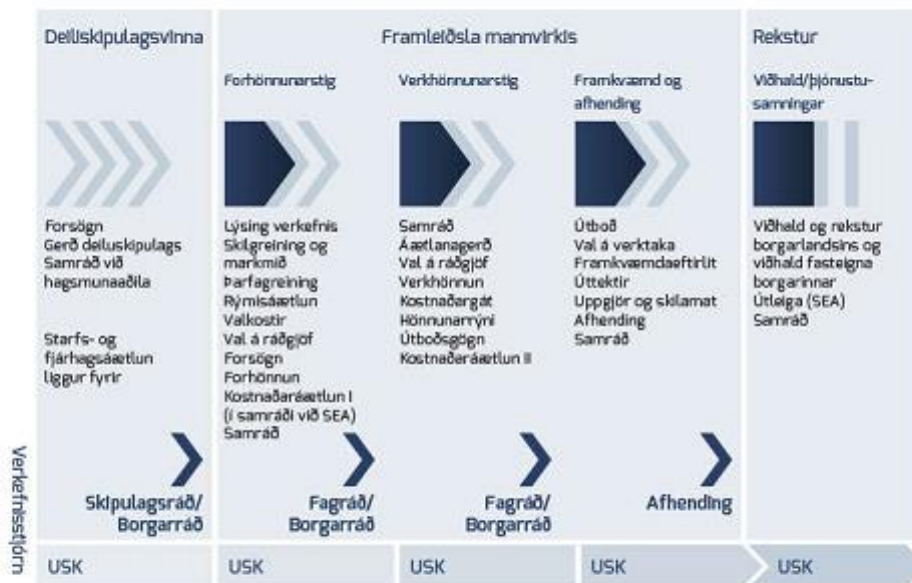 Deiliskipulagsvinna
Framleiðsla mannvirkis
Rekstur
Forhönnunarstig
Verkhönnunarstig
Framkvæmd og
afhending
Viðhald/þjónustu-
samningar
Forsögn
Gerð deiluskipulags
Samráð við
hagsmunaaðila
Starfs- og
fjárhagsáætlun
liggur fyrir
Skipulagsráð/
Borgarráð
Lýsing verkefnis
Skilgreining og
markmið
Þarfagreining
Rýmisáætlun
Valkostir
Val á ráðgjöf
Forsögn
Forhönnun
Kostnaðaráætlun I
(í samráði við SEA)
Samráð
Fagráð/
Borgarráð
Samráð
Áætlanagerð
Val á ráðgjöf
Verkhönnun
Kostnaðargát
Hönnunarrýni
Útboðsgögn
Kostnaðaráætlun II
Fagráð/
Borgarráð
Útboð
Val á verktaka
Framkvæmdaeftirlit
Úttektir
Uppgjör og skilamat
Afhending
Samráð
Afhending
Viðhald og rekstur
borgarlandsins og
viðhald fasteigna
borgarinnar
Útleiga (SEA)
Samráð
Verkefnisstjórn
USK
USK
USK
USK
USK